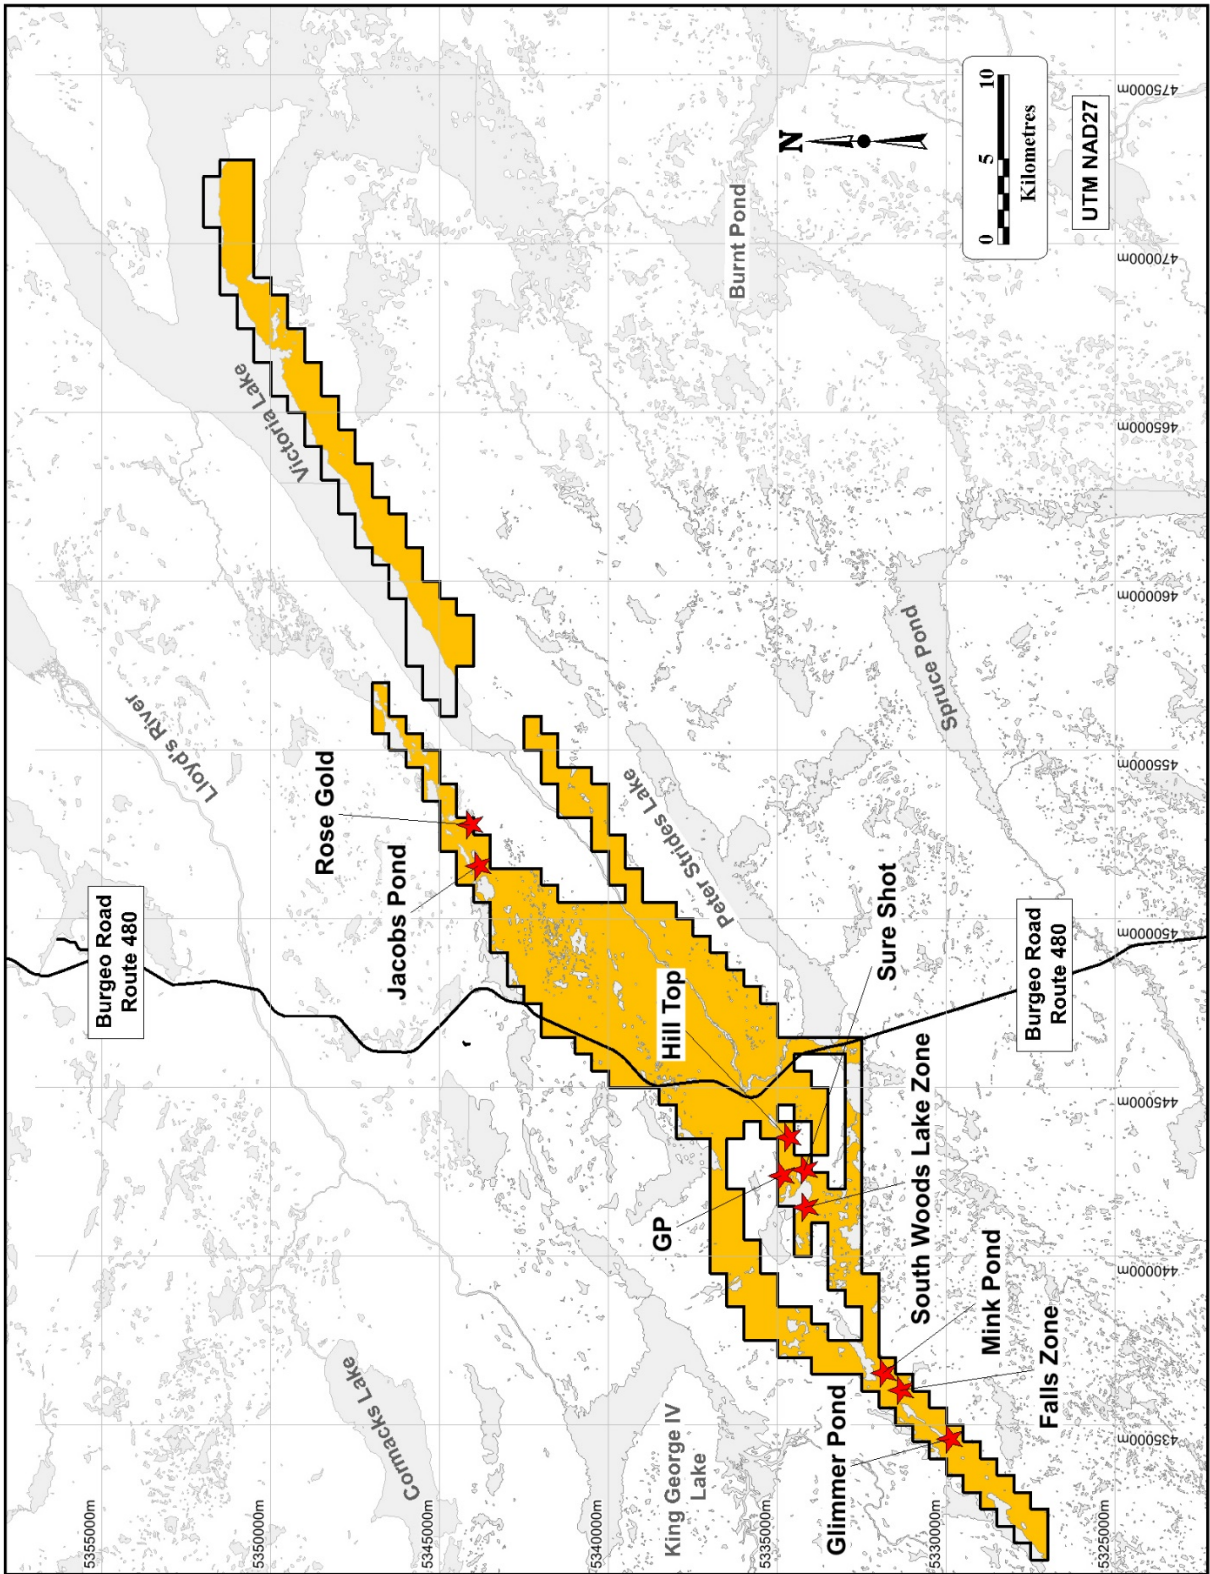 Burgeo Road
Route 480
Lloyd's River
Victoria Lake
Rose Gold
Jacobs Pond
Cormacks Lake
King George IV
Lake
Peter Strides Lake
Burnt Pond
Spruce Pond
Hill Top
GP
Sure Shot
South Woods Lake Zone
Mink Pond
Falls Zone
Glimmer Pond
Burgeo Road
Route 480
N
0 5 10
Kilometres
UTM NAD27
5355000m
5350000m
5345000m
5340000m
5335000m
5330000m
5325000m
435000m
440000m
445000m
450000m
455000m
460000m
465000m
470000m
475000m